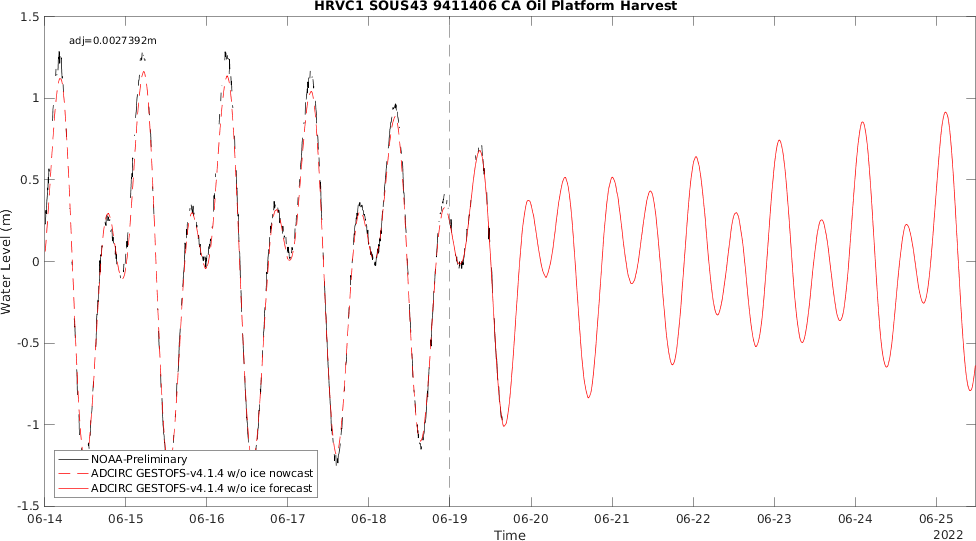 HRVC1 SOUS43 9411406 CA Oil Platform Harvest
adj=0.0027392m
1.5
1
0.5
0
-0.5
-1
-1.5
Water Level (m)
NOAA-Preliminary
ADCIRC GESTOFS-v4.1.4 w/o ice nowcast
ADCIRC GESTOFS-v4.1.4 w/o ice forecast
06-14 06-15 06-16 06-17 06-18 06-19 06-20 06-21 06-22 06-23 06-24 06-25
Time
2022